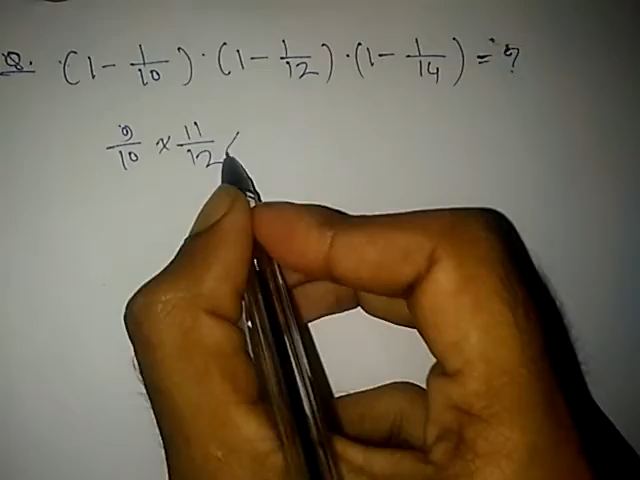 Q. (1 - 1/10) · (1 - 1/12) · (1 - 1/14) = ?
9/10 × 11/12